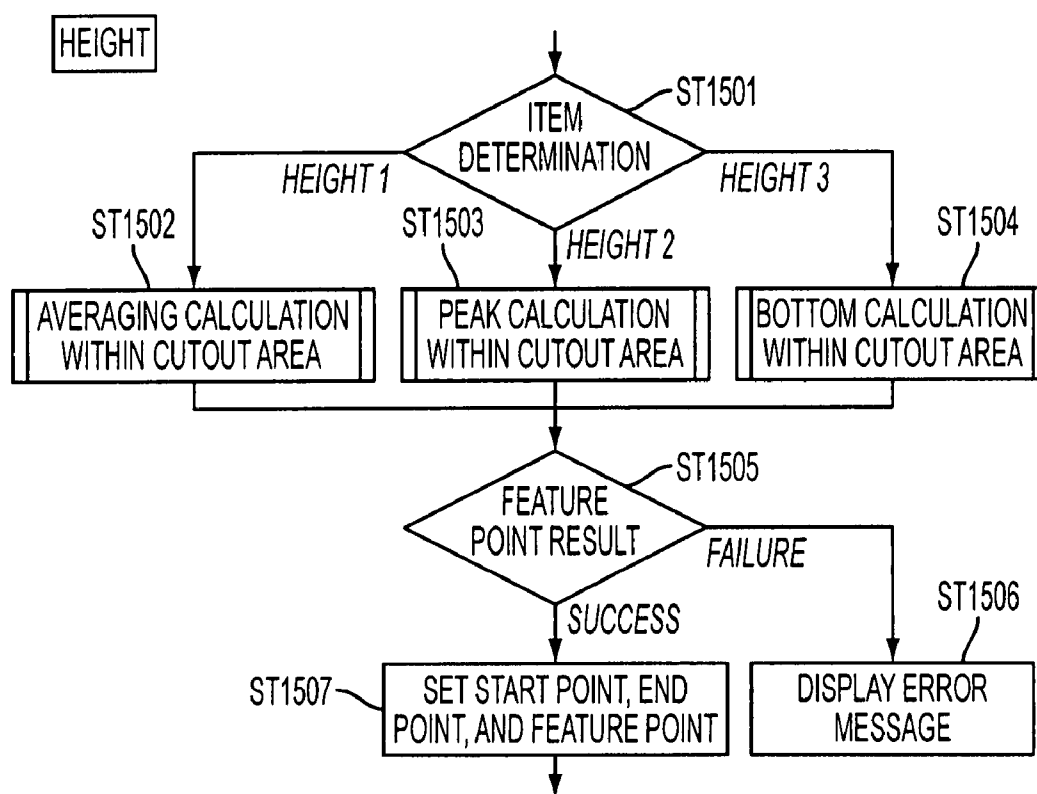 HEIGHT
ST1501
ITEM
DETERMINATION
HEIGHT 1
HEIGHT 3
ST1502
ST1503
HEIGHT 2
ST1504
AVERAGING CALCULATION
WITHIN CUTOUT AREA
PEAK CALCULATION
WITHIN CUTOUT AREA
BOTTOM CALCULATION
WITHIN CUTOUT AREA
ST1505
FEATURE
POINT RESULT
FAILURE
SUCCESS
ST1506
ST1507
SET START POINT, END
POINT, AND FEATURE POINT
DISPLAY ERROR
MESSAGE